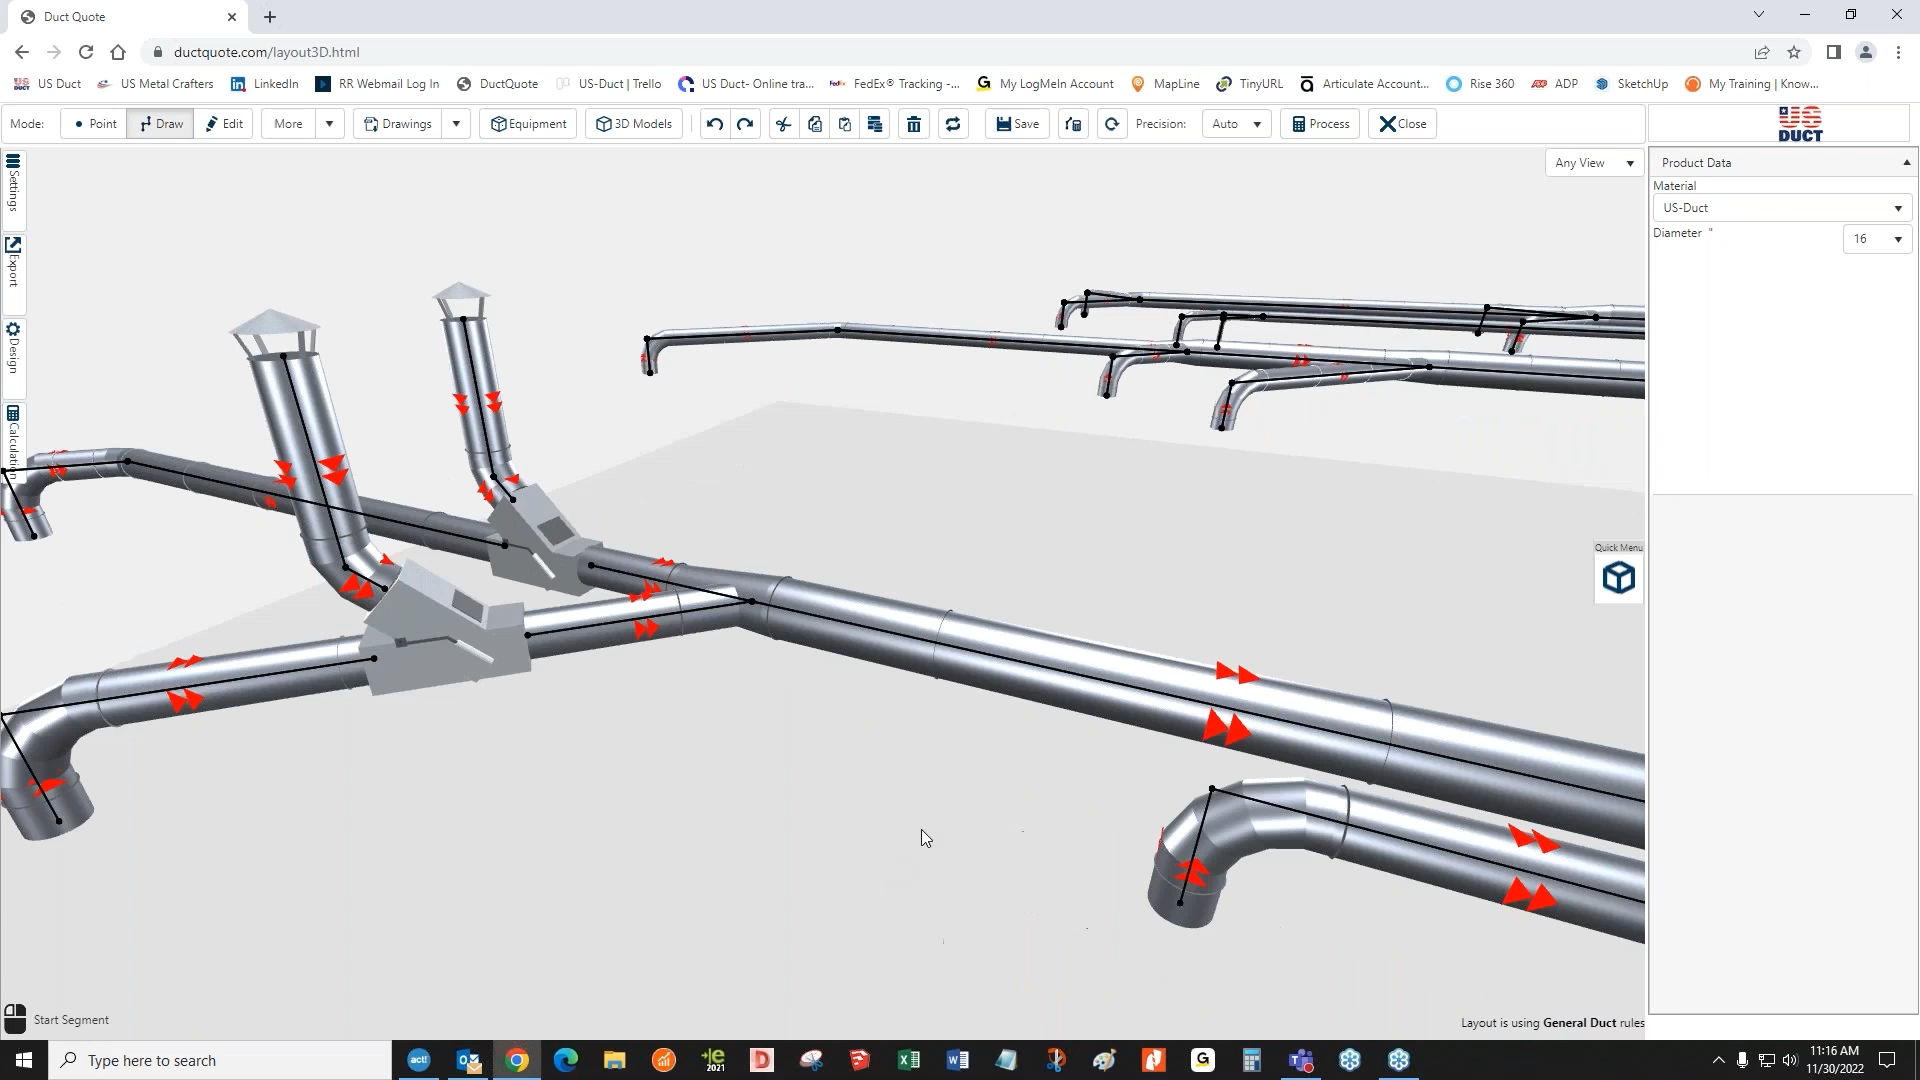 Duct Quote
ductquote.com/layout3D.html
US Duct US Metal Crafters LinkedIn RR Webmail Log In DuctQuote US-Duct | Trello US Duct- Online tra... FedEx® Tracking -... My LogMeIn Account MapLine TinyURL Articulate Account... Rise 360 ADP SketchUp My Training | Know...
Mode: Point Draw Edit More Drawings Equipment 3D Models Save Precision: Auto Process Close
US DUCT
Any View
Product Data
Material
US-Duct
Diameter " 16
Settings
Export
Design
Calculation
Quick Menu
Start Segment
Layout is using General Duct rules
Type here to search
act!
2021
11:16 AM
11/30/2022